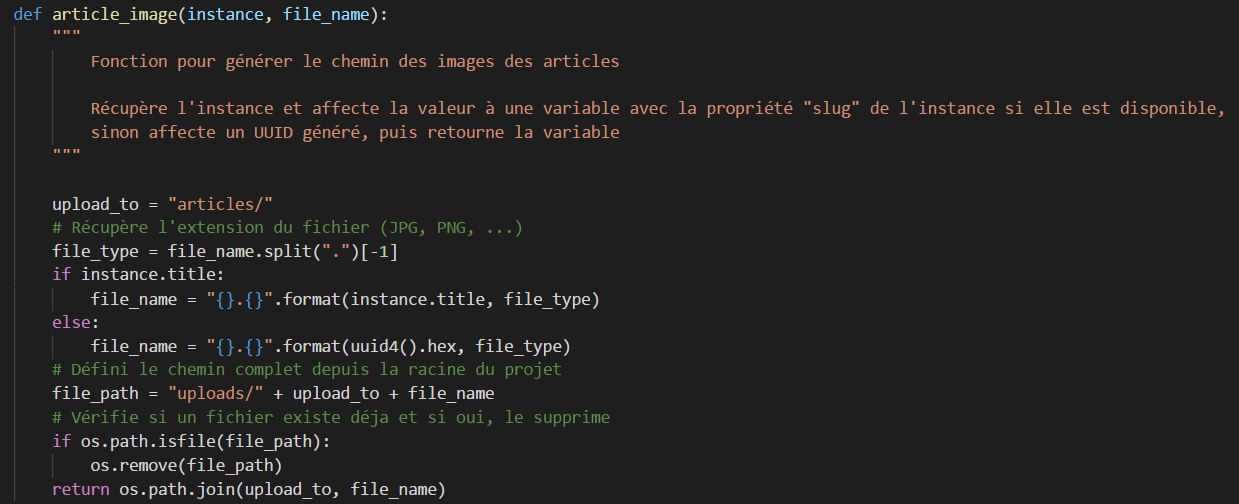 def article_image(instance, file_name):
"""
Fonction pour générer le chemin des images des articles
Récupère l'instance et affecte la valeur à une variable avec la propriété "slug" de l'instance si elle est disponible,
sinon affecte un UUID généré, puis retourne la variable
"""
upload_to = "articles/"
# Récupère l'extension du fichier (JPG, PNG, ...)
file_type = file_name.split(".")[-1]
if instance.title:
file_name = "{}.{}".format(instance.title, file_type)
else:
file_name = "{}.{}".format(uuid4().hex, file_type)
# Défini le chemin complet depuis la racine du projet
file_path = "uploads/" + upload_to + file_name
# Vérifie si un fichier existe déja et si oui, le supprime
if os.path.isfile(file_path):
os.remove(file_path)
return os.path.join(upload_to, file_name)